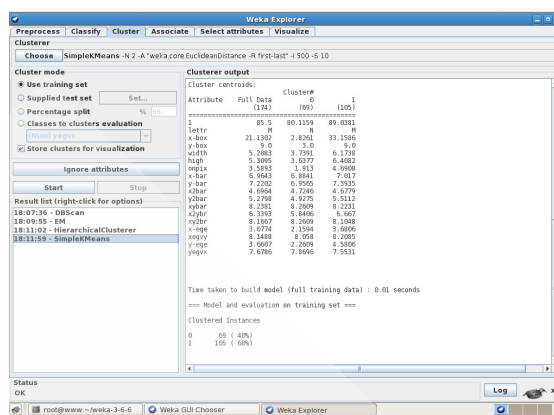 Weka Explorer
Preprocess Classify Cluster Associate Select attributes Visualize
Clusterer
Choose SimpleKMeans -N 2 -A "weka.core.EuclideanDistance -R first-last" -I 500 -S 10
Cluster mode
Use training set
Supplied test set Set...
Percentage split % 66
Classes to clusters evaluation
(Num) yegvx
Store clusters for visualization
Ignore attributes
Start Stop
Result list (right-click for options)
18:07:36 - DBScan
18:09:55 - EM
18:11:02 - HierarchicalClusterer
18:11:59 - SimpleKMeans
Clusterer output
Cluster centroids:
Cluster#
Attribute Full Data 0 1
(174) (69) (105)
==========================================
1 85.5 80.1159 89.0381
lettr M N M
x-box 21.1302 2.8261 33.1586
y-box 9.0 3.0 9.0
width 5.2083 3.7391 6.1738
high 5.3095 3.6377 6.4082
onpix 3.5893 1.913 4.6908
x-bar 6.9643 6.8841 7.017
y-bar 7.2202 6.9565 7.3935
x2bar 4.6964 4.7246 4.6779
y2bar 5.2798 4.9275 5.5112
xybar 8.2381 8.2609 8.2231
x2ybr 6.3393 5.8406 6.667
xy2br 8.1667 8.2609 8.1048
x-ege 3.0774 2.1594 3.6806
xegvy 8.1488 8.058 8.2085
y-ege 3.6607 2.2609 4.5806
yegvx 7.6786 7.8696 7.5531
Time taken to build model (full training data) : 0.01 seconds
=== Model and evaluation on training set ===
Clustered Instances
0 69 ( 40%)
1 105 ( 60%)
Status
OK
Log
x
root@www:~/weka-3-6-6 Weka GUI Chooser Weka Explorer